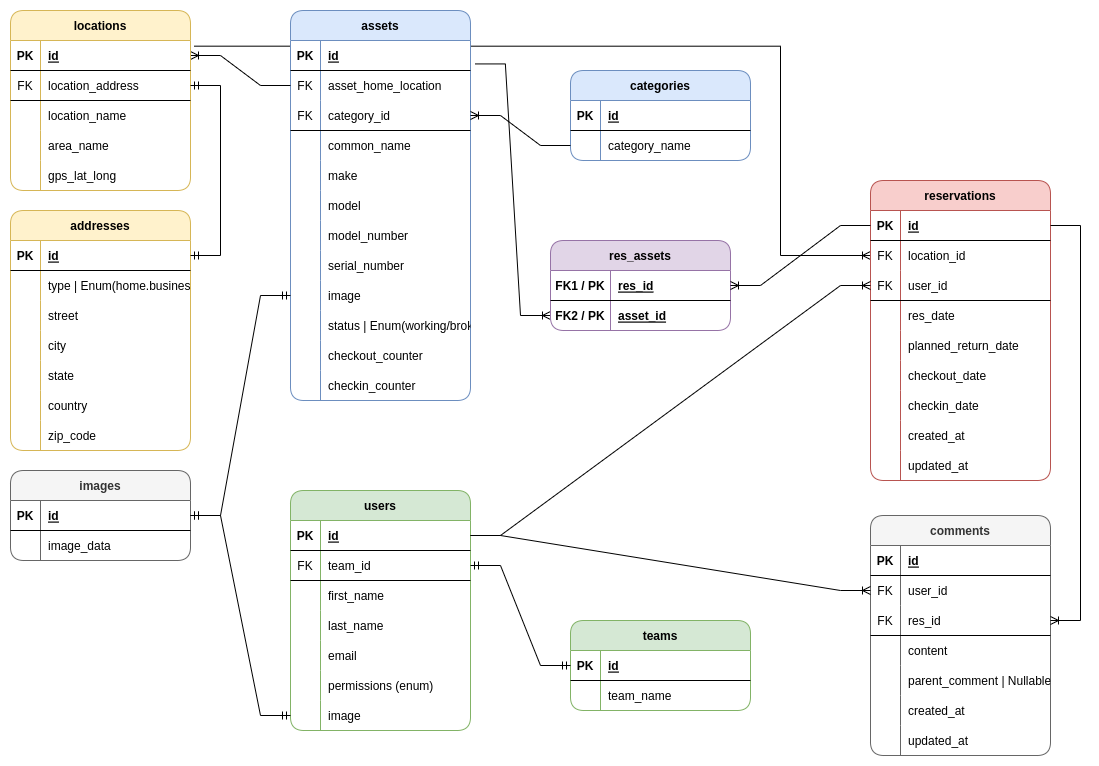 locations
PK id
FK location_address
location_name
area_name
gps_lat_long
addresses
PK id
type | Enum(home.busines
street
city
state
country
zip_code
images
PK id
image_data
assets
PK id
FK asset_home_location
FK category_id
common_name
make
model
model_number
serial_number
image
status | Enum(working/brok
checkout_counter
checkin_counter
users
PK id
FK team_id
first_name
last_name
email
permissions (enum)
image
categories
PK id
category_name
res_assets
FK1 / PK res_id
FK2 / PK asset_id
teams
PK id
team_name
reservations
PK id
FK location_id
FK user_id
res_date
planned_return_date
checkout_date
checkin_date
created_at
updated_at
comments
PK id
FK user_id
FK res_id
content
parent_comment | Nullable
created_at
updated_at